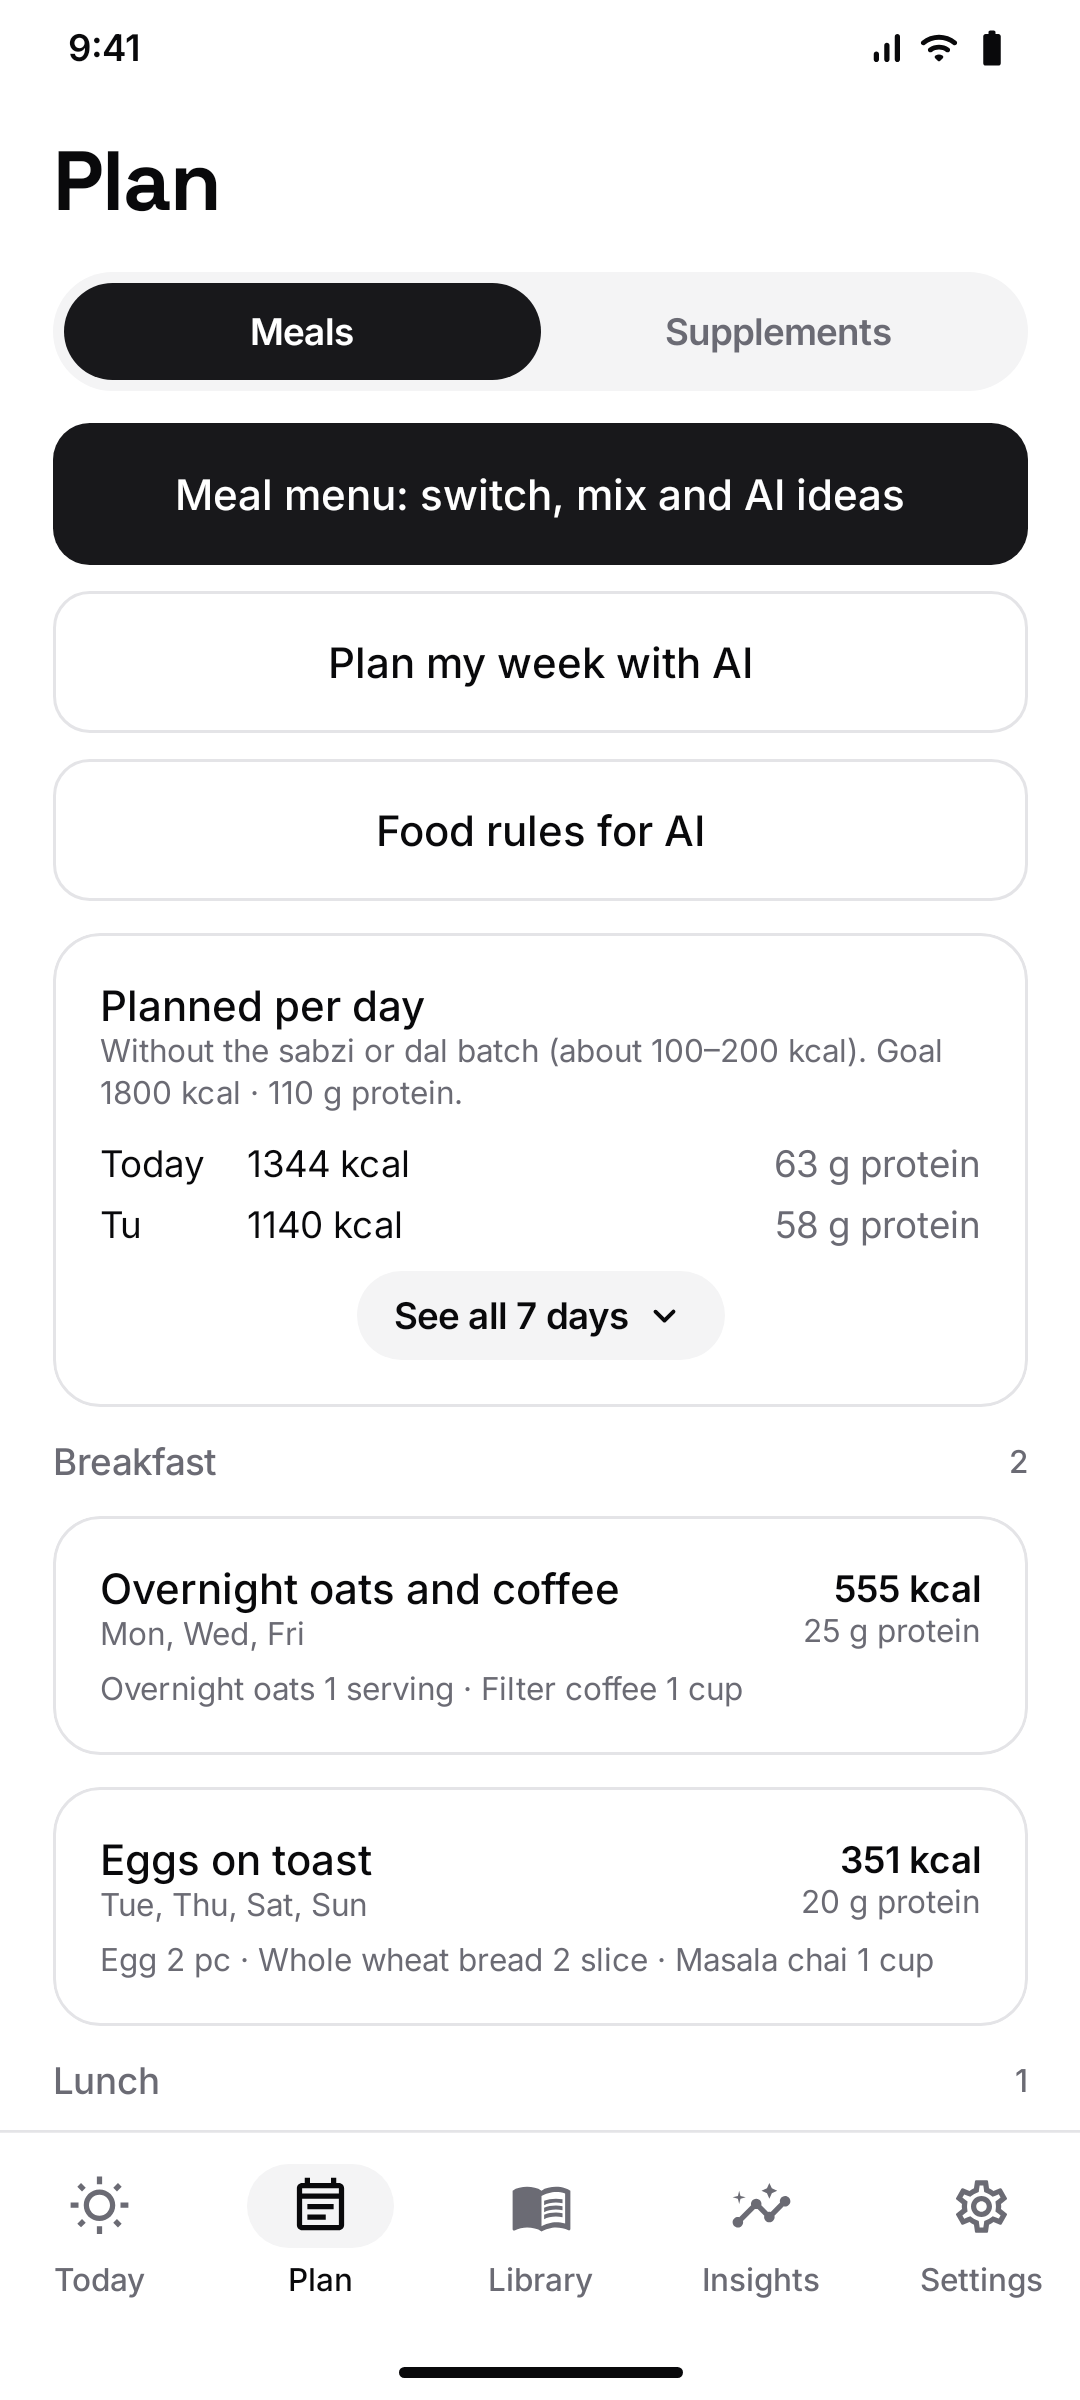 9:41
Plan
Meals
Supplements
Meal menu: switch, mix and AI ideas
Plan my week with AI
Food rules for AI
Planned per day
Without the sabzi or dal batch (about 100–200 kcal). Goal
1800 kcal · 110 g protein.
Today 1344 kcal 63 g protein
Tu 1140 kcal 58 g protein
See all 7 days
Breakfast 2
Overnight oats and coffee 555 kcal
Mon, Wed, Fri 25 g protein
Overnight oats 1 serving · Filter coffee 1 cup
Eggs on toast 351 kcal
Tue, Thu, Sat, Sun 20 g protein
Egg 2 pc · Whole wheat bread 2 slice · Masala chai 1 cup
Lunch 1
Today Plan Library Insights Settings